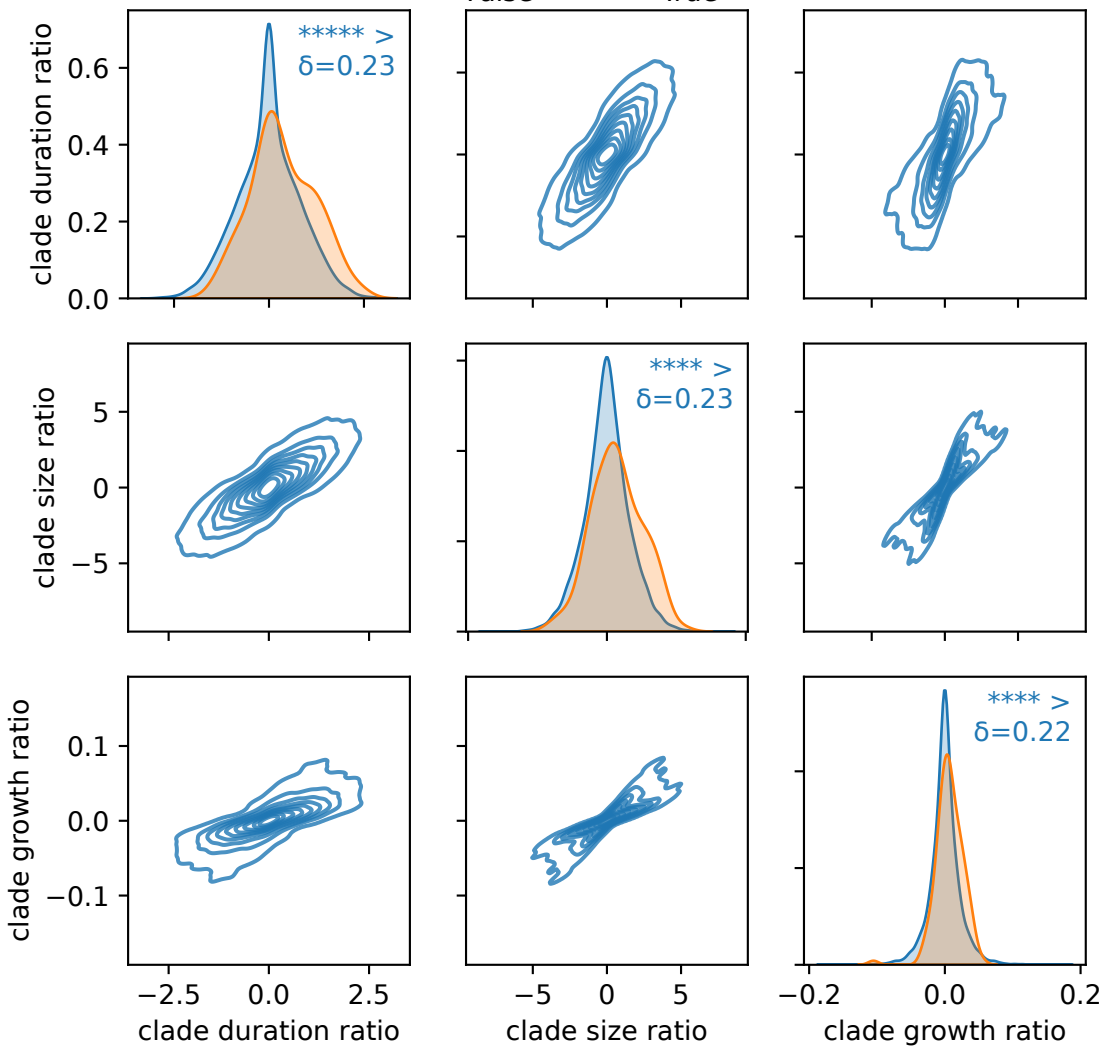 ***** >
δ=0.23
clade duration ratio
0.6
0.4
0.2
0.0
**** >
δ=0.23
clade size ratio
5
0
−5
**** >
δ=0.22
clade growth ratio
0.1
0.0
−0.1
−2.5 0.0 2.5
−5 0 5
−0.2 0.0 0.2
clade duration ratio
clade size ratio
clade growth ratio